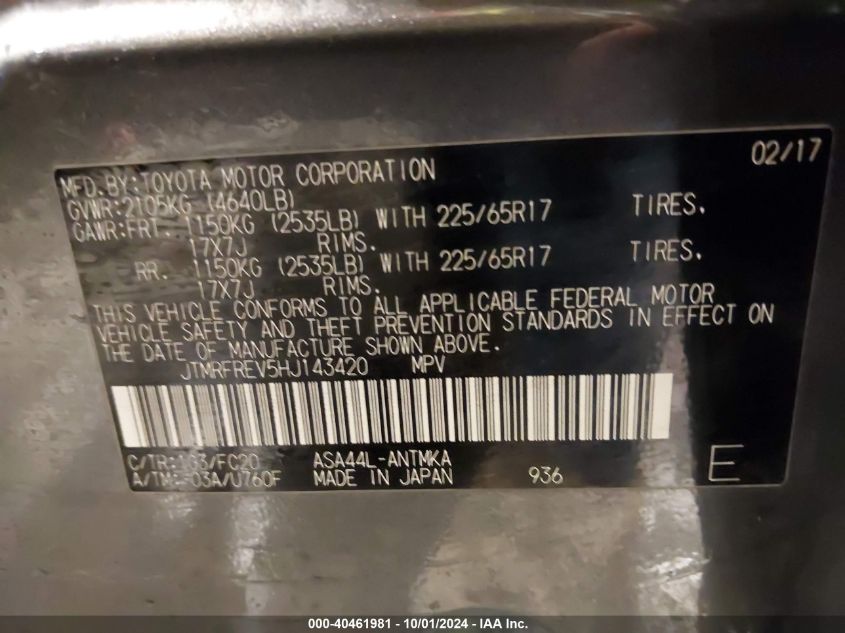 02/17
MFD.BY:TOYOTA MOTOR CORPORATION
GVWR:2105KG (4640LB)
GAWR:FRT. 1150KG (2535LB) WITH 225/65R17 TIRES.
17X7J RIMS.
RR. 1150KG (2535LB) WITH 225/65R17 TIRES.
17X7J RIMS.
THIS VEHICLE CONFORMS TO ALL APPLICABLE FEDERAL MOTOR
VEHICLE SAFETY AND THEFT PREVENTION STANDARDS IN EFFECT ON
THE DATE OF MANUFACTURE SHOWN ABOVE.
JTMRFREV5HJ143420 MPV
C/TR: /FC20 ASA44L-ANTMKA
A/TM: 03A/U760F MADE IN JAPAN 936 E
000-40461981 - 10/01/2024 - IAA Inc.